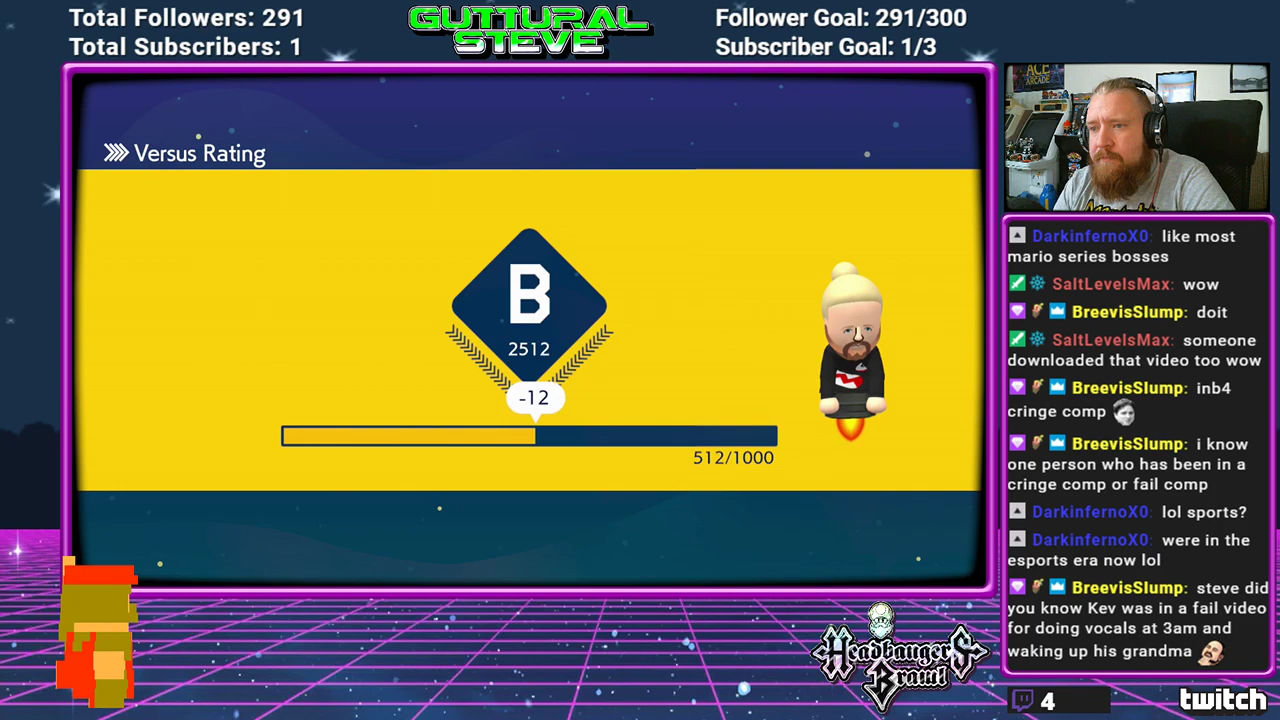 Total Followers: 291
Total Subscribers: 1
GUTTURAL
STEVE
Follower Goal: 291/300
Subscriber Goal: 1/3
Versus Rating
B
2512
-12
512/1000
ACE
ARCADE
DarkinfernoX0: like most
mario series bosses
SaltLevelsMax: wow
BreevisSlump: doit
SaltLevelsMax: someone
downloaded that video too wow
BreevisSlump: inb4
cringe comp
BreevisSlump: i know
one person who has been in a
cringe comp or fail comp
DarkinfernoX0: lol sports?
DarkinfernoX0: were in the
esports era now lol
BreevisSlump: steve did
you know Kev was in a fail video
for doing vocals at 3am and
waking up his grandma
Headbangers
Brawl
4
twitch